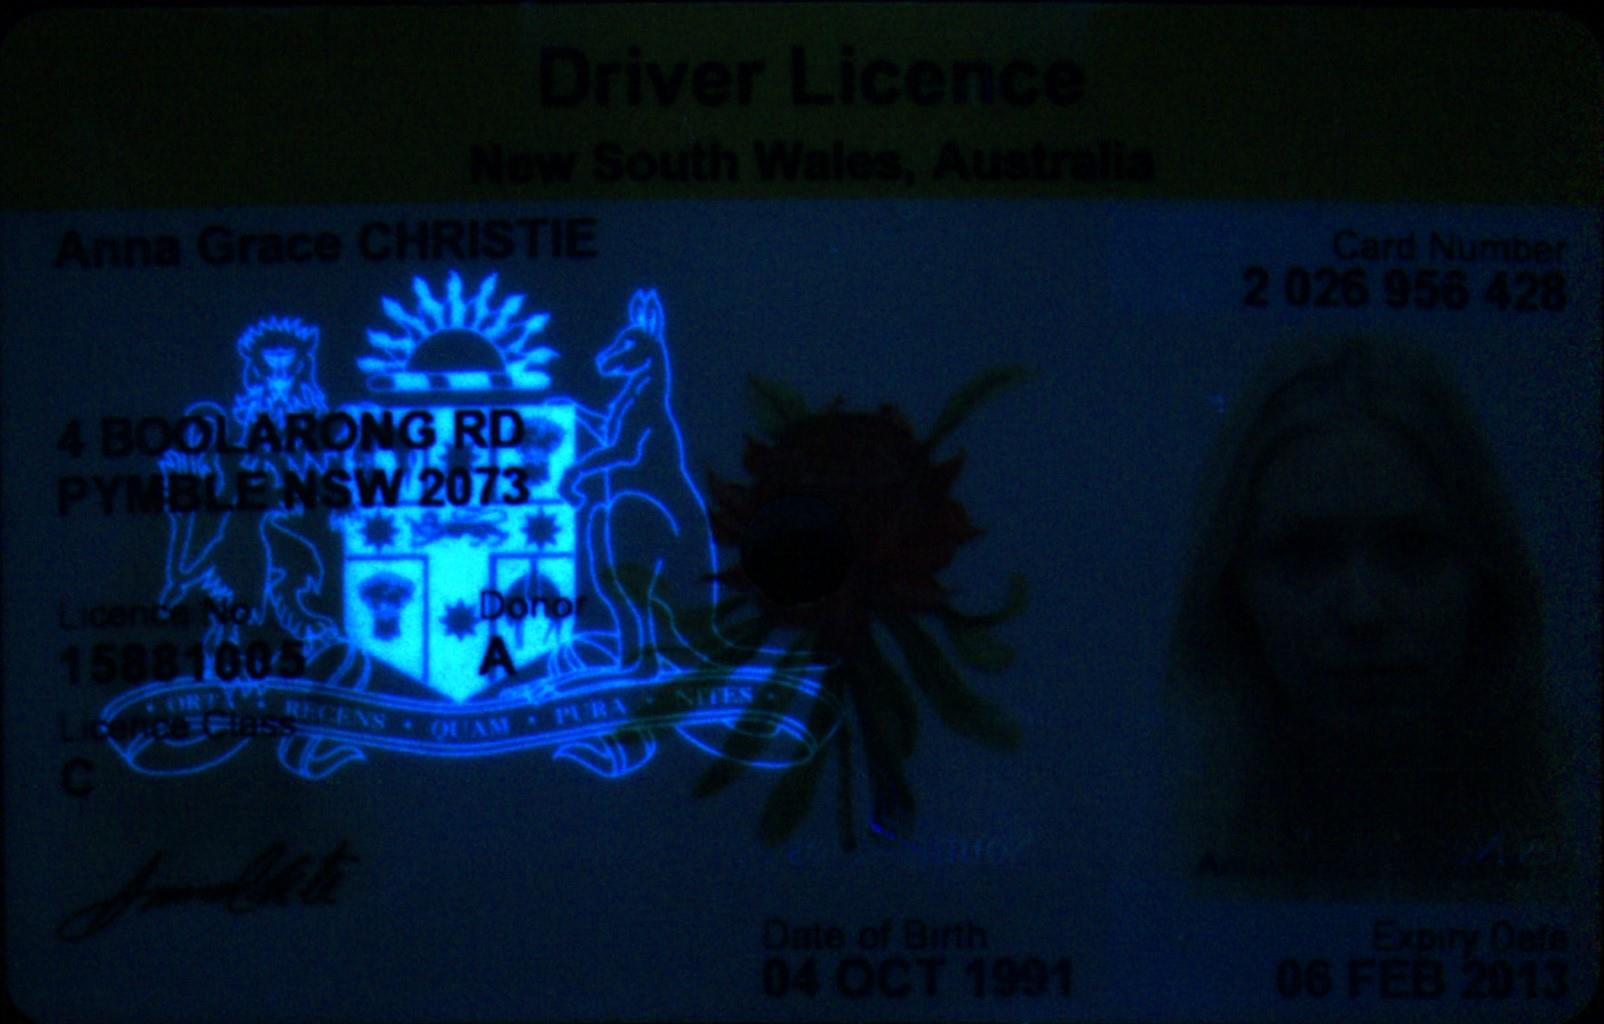 Driver Licence
New South Wales, Australia
Anna Grace CHRISTIE
Card Number
2 026 956 428
4 BOOLARONG RD
PYMBLE NSW 2073
Licence No.
15881005
Donor
A
ORTA • RECENS • QUAM • PURA • NITES •
Licence Class
C
Date of Birth
04 OCT 1991
Expiry Date
06 FEB 2013